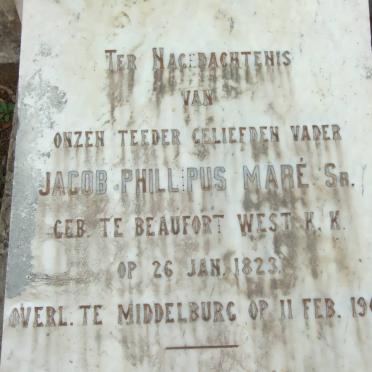 TER NAGEDACHTENIS
VAN
ONZEN TEEDER GELIEFDEN VADER
JACOB PHILLIPUS MARÉ SR.
GEB. TE BEAUFORT WEST K. K.
OP 26 JAN. 1823.
OVERL. TE MIDDELBURG OP 11 FEB.